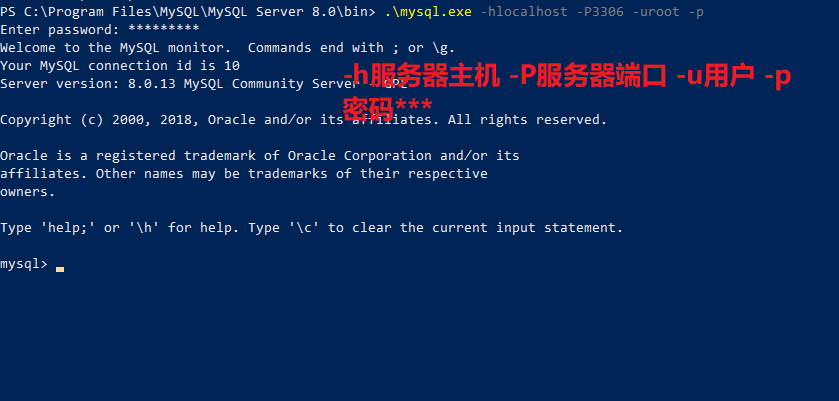 PS C:\Program Files\MySQL\MySQL Server 8.0\bin> .\mysql.exe -hlocalhost -P3306 -uroot -p
Enter password: *********
Welcome to the MySQL monitor.  Commands end with ; or \g.
Your MySQL connection id is 10
Server version: 8.0.13 MySQL Community Server - GPL
-h服务器主机 -P服务器端口 -u用户 -p
密码***
Copyright (c) 2000, 2018, Oracle and/or its affiliates. All rights reserved.
Oracle is a registered trademark of Oracle Corporation and/or its
affiliates. Other names may be trademarks of their respective
owners.
Type 'help;' or '\h' for help. Type '\c' to clear the current input statement.
mysql>